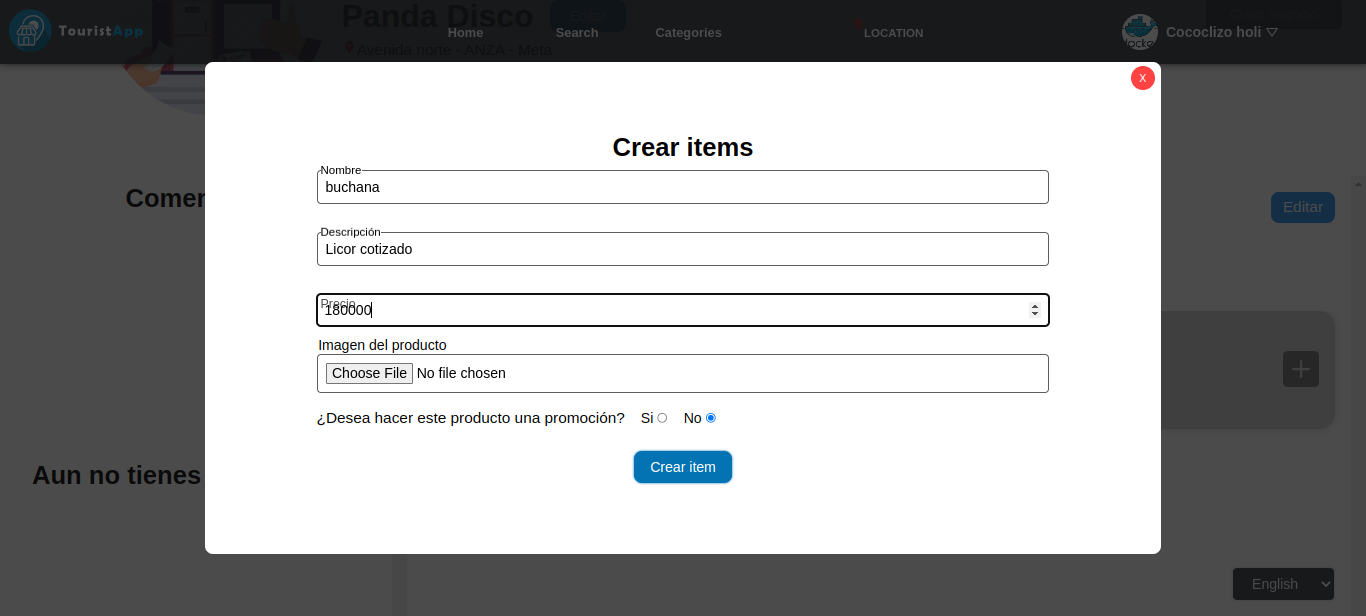 TouristApp
Panda Disco
Editar
Avenida norte - ANZA - Meta
Home
Search
Categories
LOCATION
Cococlizo holi
x
Crear items
Nombre
buchana
Descripción
Licor cotizado
Precio
180000
Imagen del producto
Choose File No file chosen
¿Desea hacer este producto una promoción? Si No
Crear item
Comen
Editar
Aun no tienes
English